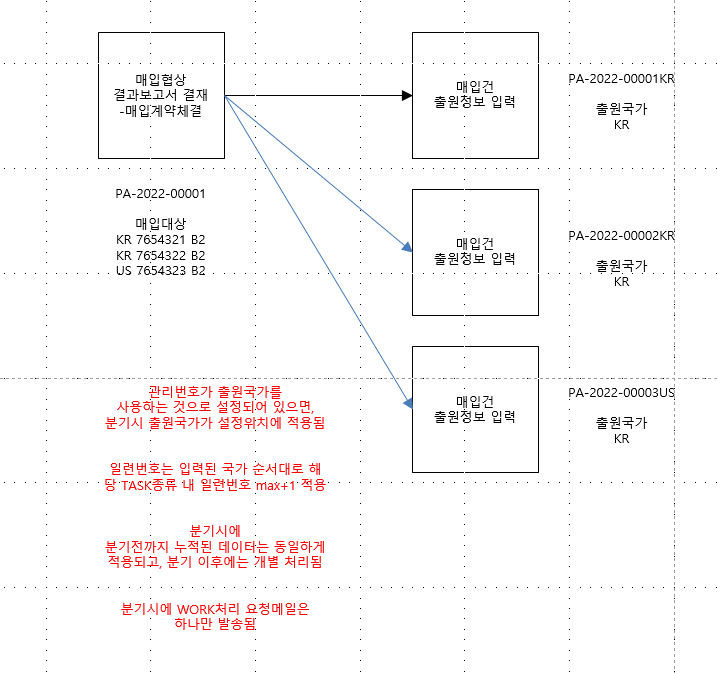 매입협상
결과보고서 결재
-매입계약체결
매입건
출원정보 입력
PA-2022-00001KR
출원국가
KR
PA-2022-00001
매입대상
KR 7654321 B2
KR 7654322 B2
US 7654323 B2
매입건
출원정보 입력
PA-2022-00002KR
출원국가
KR
매입건
출원정보 입력
PA-2022-00003US
출원국가
KR
관리번호가 출원국가를
사용하는 것으로 설정되어 있으면,
분기시 출원국가가 설정위치에 적용됨
일련번호는 입력된 국가 순서대로 해
당 TASK종류 내 일련번호 max+1 적용
분기시에
분기전까지 누적된 데이타는 동일하게
적용되고, 분기 이후에는 개별 처리됨
분기시에 WORK처리 요청메일은
하나만 발송됨